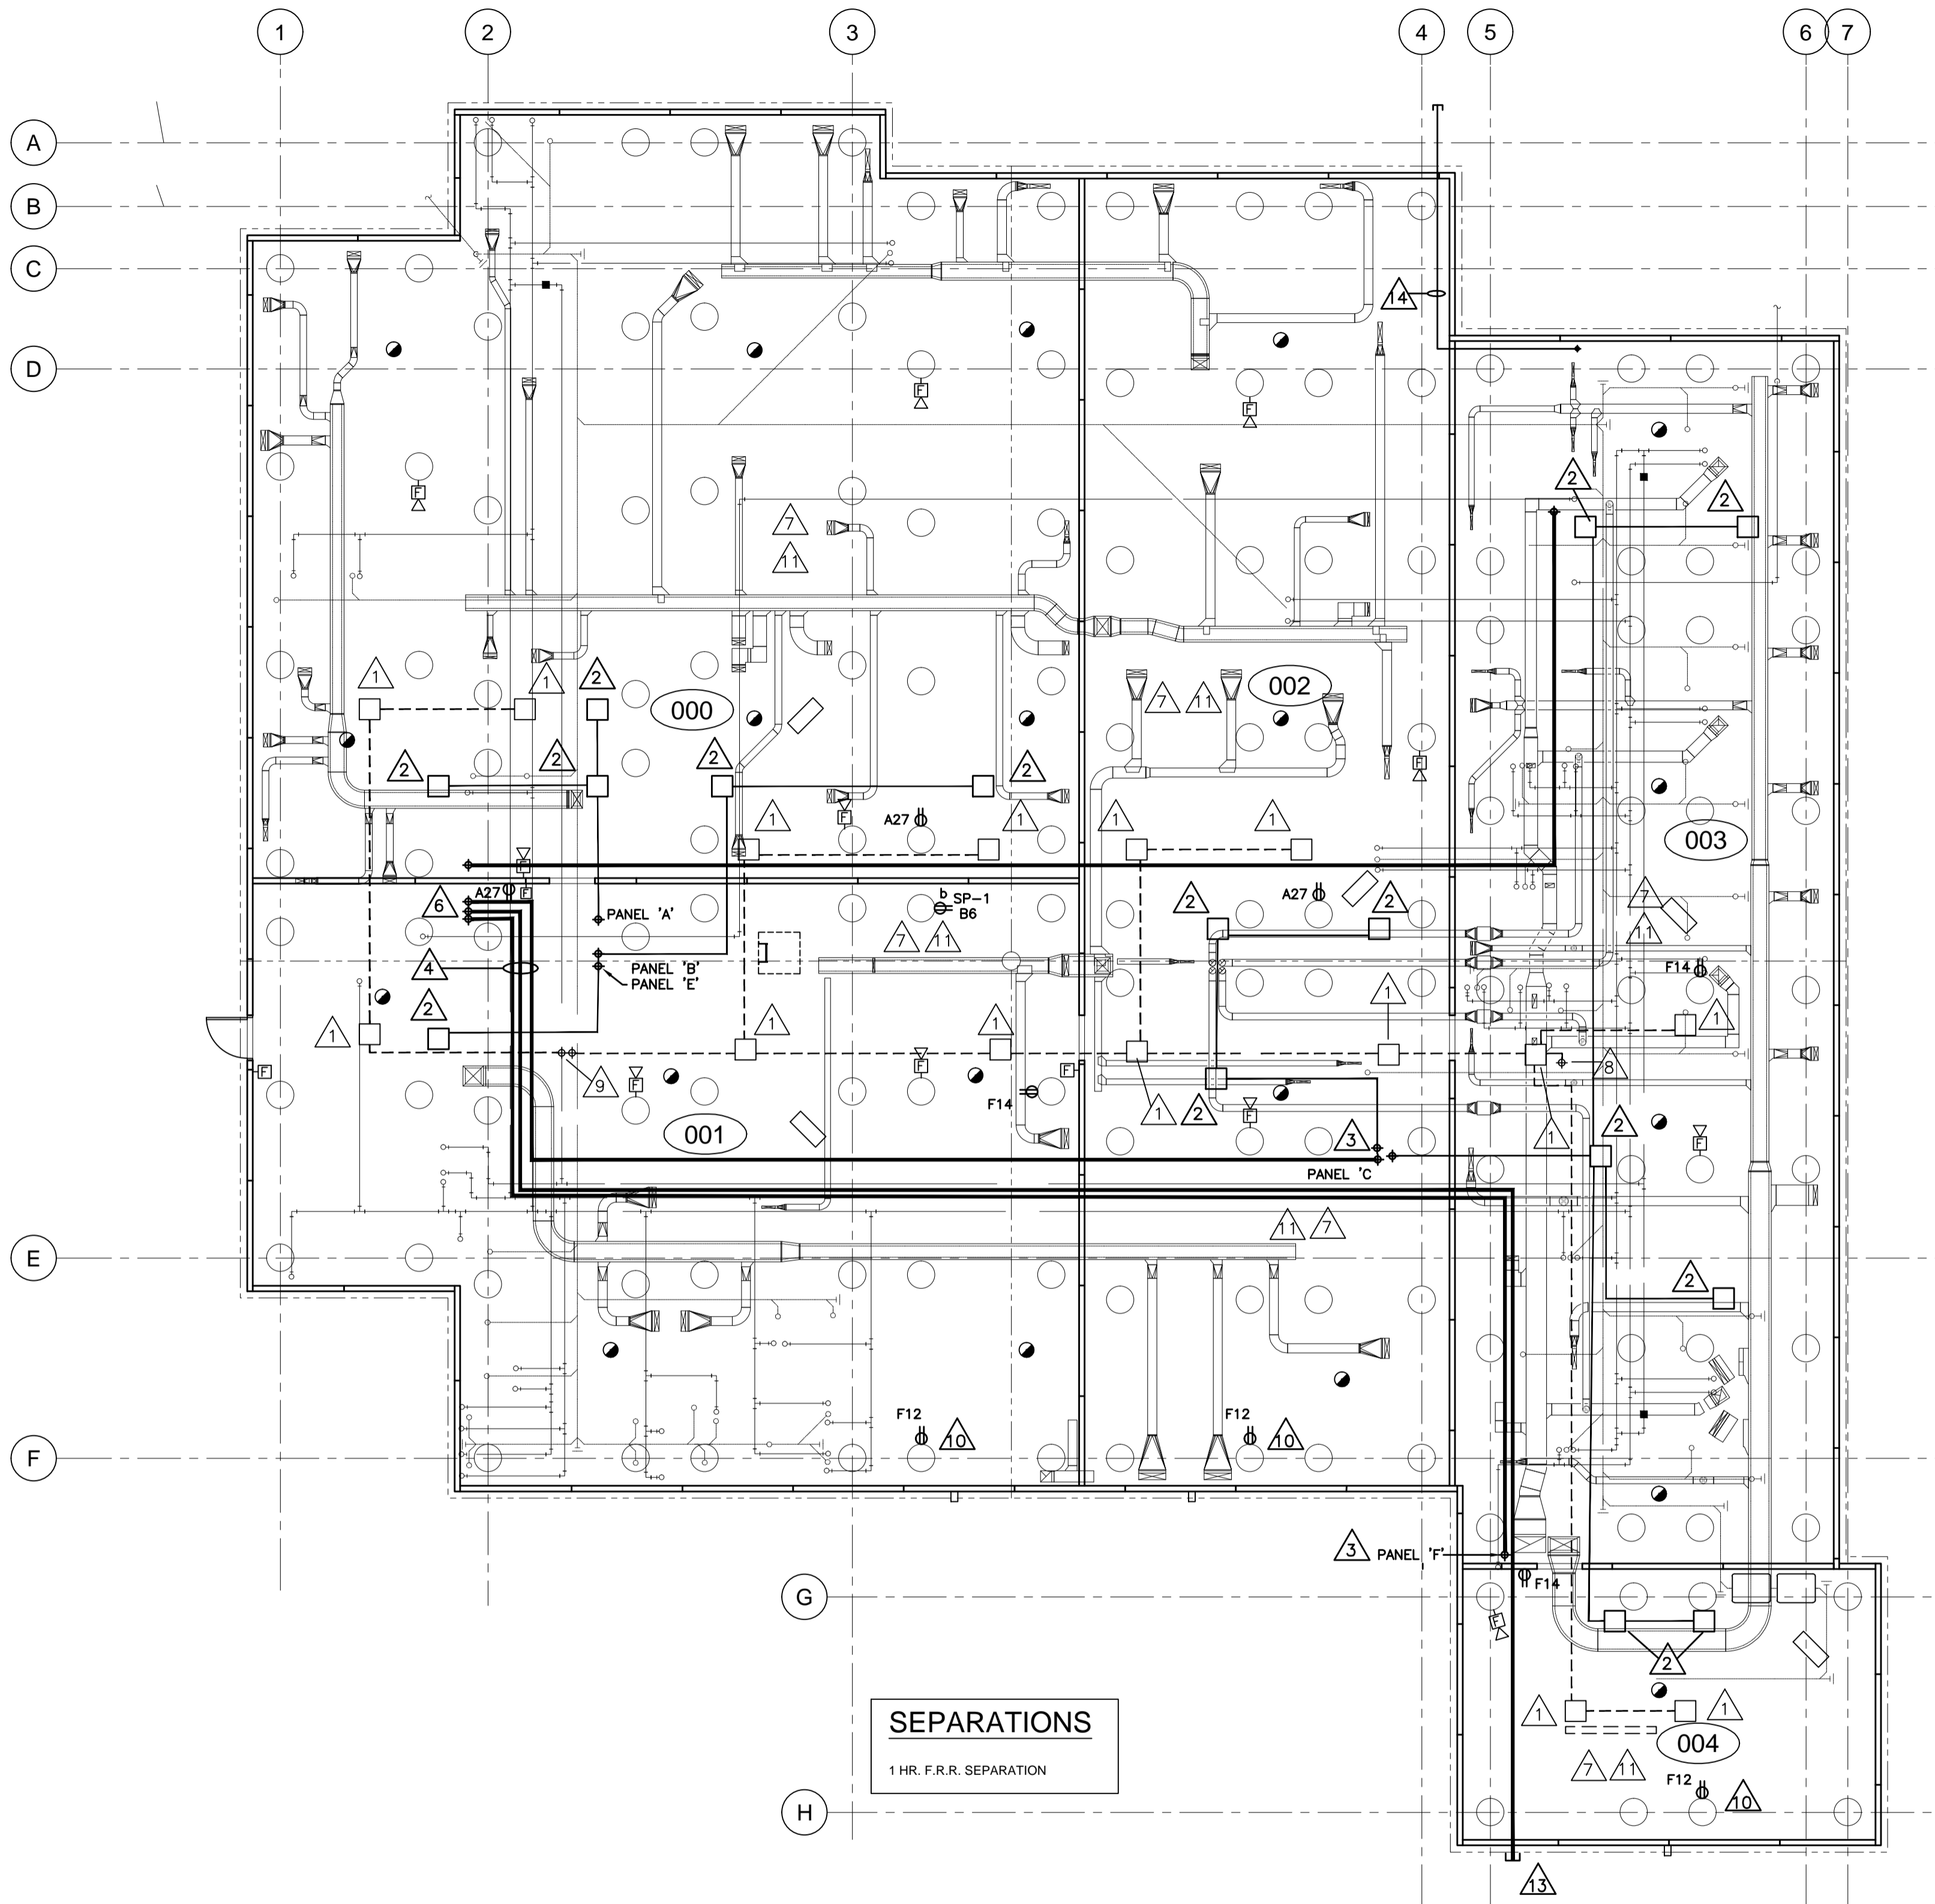 1 2 3 4 5 6 7
A
B
C
14
D
F F
2
2
F
7
11
1 1 2
000
7 11
002
2 2 2 2
F
1 A27 1 1 1
F
003
F
A27
F
6
PANEL 'A'
b
SP-1
B6
A27
2 2
7
11
7 11
4
PANEL 'B'
PANEL 'E'
F14
2
1 1 1 1 1
F
9
F
F
F
8
F14
1 2
F
1 2
F
001
3
PANEL 'C
11 7
E
2
F12
10
F12
10
F
3 PANEL 'F'
F14
G
F
2
SEPARATIONS
1 HR. F.R.R. SEPARATION
1 1
004
7 11
F12
10
H
13